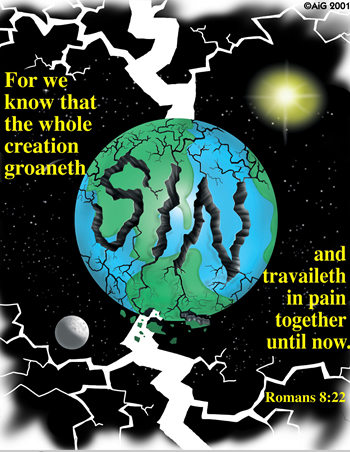 ©AiG 2001
For we
know that
the whole
creation
groaneth
SIN
and
travaileth
in pain
together
until now.
Romans 8:22